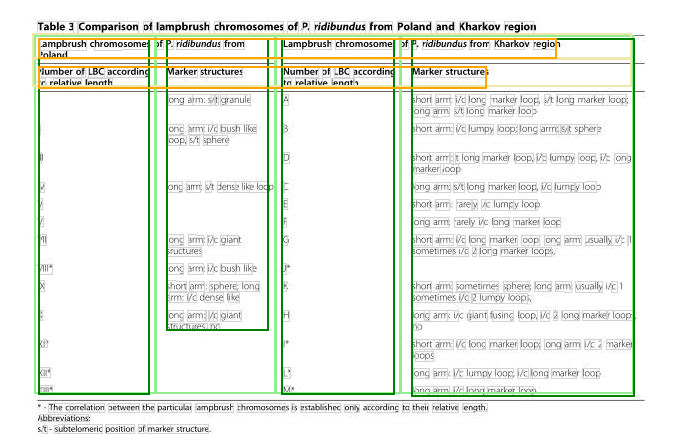 Table 3 Comparison of lampbrush chromosomes of P. ridibundus from Poland and Kharkov region
Lampbrush chromosomes of P. ridibundus from Poland
Lampbrush chromosomes of P. ridibundus from Kharkov region
Number of LBC according to relative length
Marker structures
Number of LBC according to relative length
Marker structures
long arm: s/t granule
A
short arm: i/c long marker loop, s/t long marker loop;
long arm: s/t long marker loop
long arm: i/c bush like
loop, s/t sphere
B
short arm: i/c lumpy loop; long arm: s/t sphere
D
short arm: t long marker loop, i/c lumpy loop, i/c long
marker loop
long arm: s/t dense like loop
C
long arm: s/t long marker loop, i/c lumpy loop
E
short arm: rarely i/c lumpy loop
F
long arm: rarely i/c long marker loop
VII
long arm: i/c giant
structures
G
short arm: i/c long marker loop long arm: usually i/c 1
sometimes i/c 2 long marker loops,
VIII*
long arm: i/c bush like
J*
short arm: sphere; long
arm: i/c dense like
K
short arm: sometimes sphere; long arm: usually i/c 1
sometimes i/c 2 lumpy loops,
long arm: i/c giant
structures, no
H
long arm: i/c giant fusing loop, i/c 2 long marker loops,
no
I*
short arm: i/c long marker loop; long arm i/c 2 marker
loops
XII*
L*
long arm: i/c lumpy loop, i/c long marker loop
XIII*
M*
long arm: i/c long marker loop
* - The correlation between the particular lampbrush chromosomes is established only according to their relative length.
Abbreviations:
s/t - subtelomeric position of marker structure.